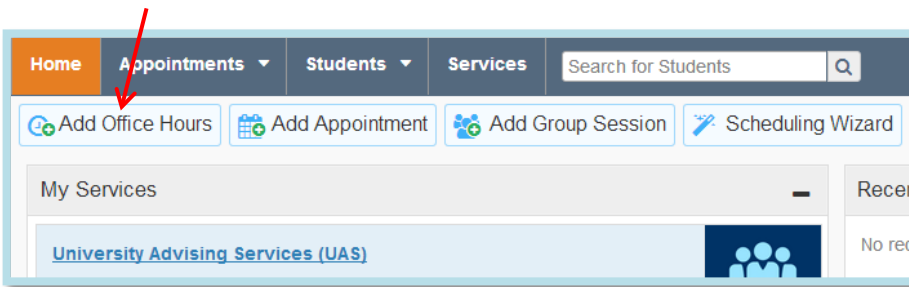 Home Appointments Students Services Search for Students
Add Office Hours Add Appointment Add Group Session Scheduling Wizard
My Services
University Advising Services (UAS)
Recer
No rec